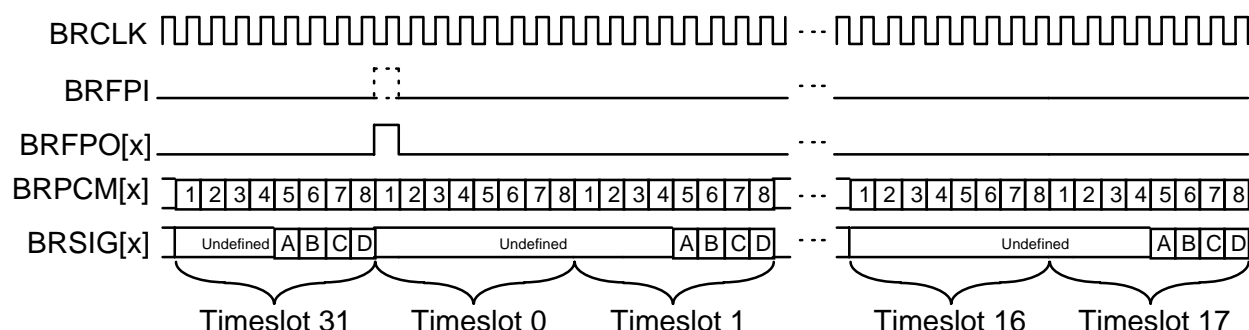 BRCLK
BRFPI
BRFPO[x]
BRPCM[x] 1 2 3 4 5 6 7 8 1 2 3 4 5 6 7 8 1 2 3 4 5 6 7 8 1 2 3 4 5 6 7 8 1 2 3 4 5 6 7 8
BRSIG[x] Undefined A B C D Undefined A B C D Undefined A B C D
Timeslot 31 Timeslot 0 Timeslot 1 Timeslot 16 Timeslot 17